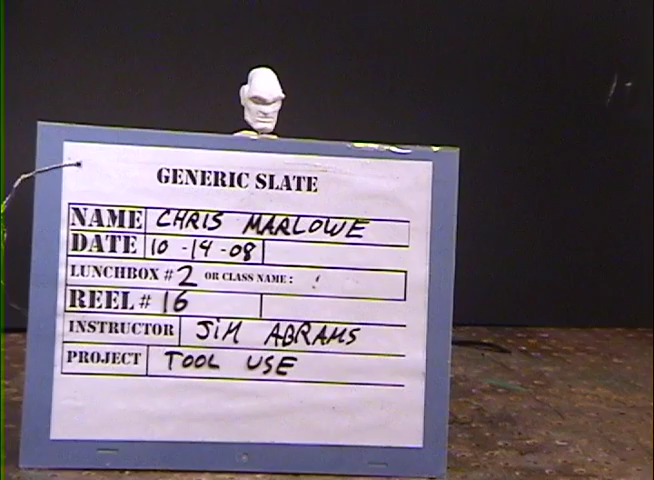 GENERIC SLATE
NAME CHRIS MARLOWE
DATE 10-14-08
LUNCHBOX # 2 OR CLASS NAME:
REEL# 16
INSTRUCTOR JIM ABRAMS
PROJECT TOOL USE